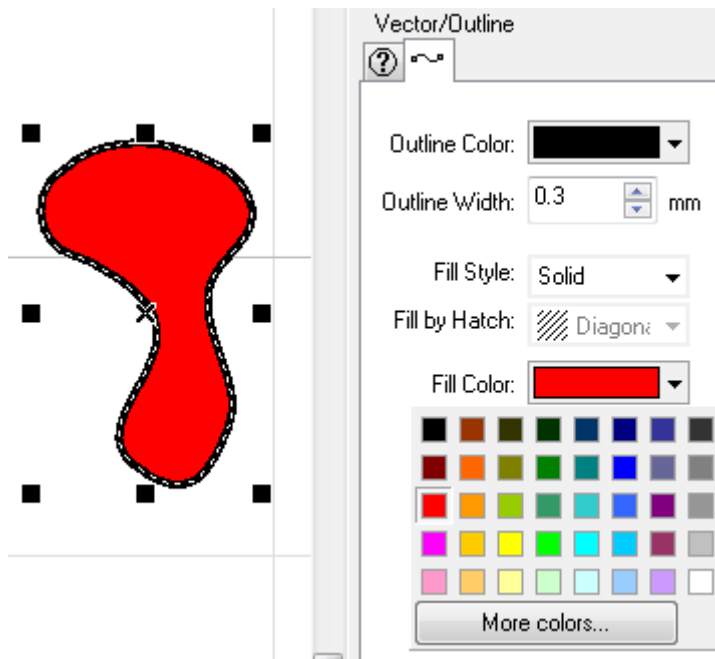 Vector/Outline
?
Outline Color:
Outline Width: 0.3 mm
Fill Style: Solid
Fill by Hatch: Diagona
Fill Color:
More colors...